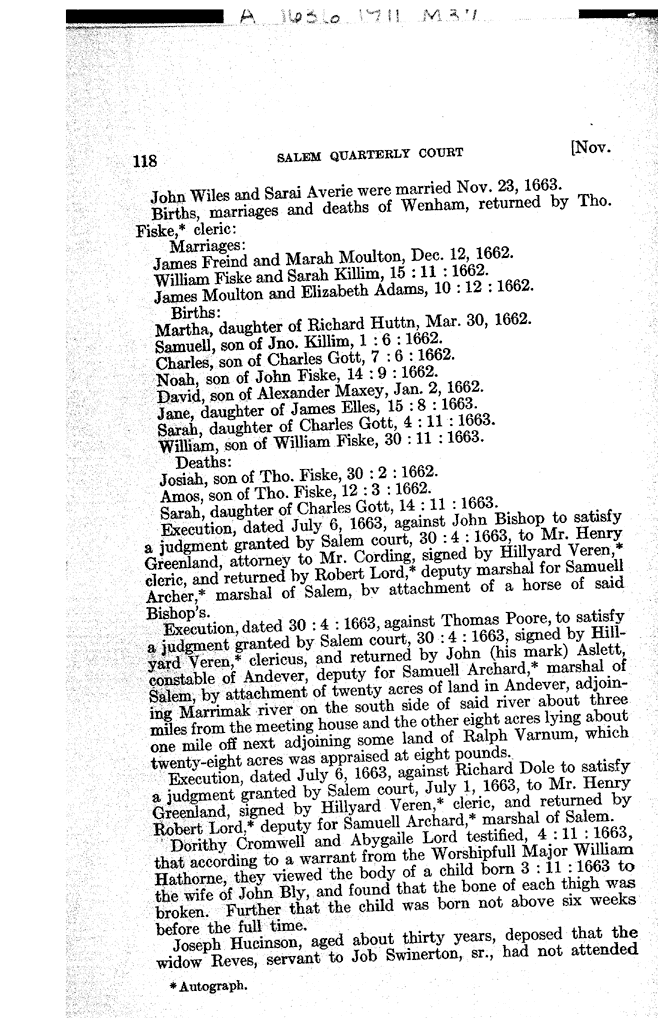 A 1636 1911 M37
118 SALEM QUARTERLY COURT [Nov.
John Wiles and Sarai Averie were married Nov. 23, 1663.
Births, marriages and deaths of Wenham, returned by Tho.
Fiske,* cleric:
Marriages:
James Freind and Marah Moulton, Dec. 12, 1662.
William Fiske and Sarah Killim, 15 : 11 : 1662.
James Moulton and Elizabeth Adams, 10 : 12 : 1662.
Births:
Martha, daughter of Richard Huttn, Mar. 30, 1662.
Samuell, son of Jno. Killim, 1 : 6 : 1662.
Charles, son of Charles Gott, 7 : 6 : 1662.
Noah, son of John Fiske, 14 : 9 : 1662.
David, son of Alexander Maxey, Jan. 2, 1662.
Jane, daughter of James Elles, 15 : 8 : 1663.
Sarah, daughter of Charles Gott, 4 : 11 : 1663.
William, son of William Fiske, 30 : 11 : 1663.
Deaths:
Josiah, son of Tho. Fiske, 30 : 2 : 1662.
Amos, son of Tho. Fiske, 12 : 3 : 1662.
Sarah, daughter of Charles Gott, 14 : 11 : 1663.
Execution, dated July 6, 1663, against John Bishop to satisfy
a judgment granted by Salem court, 30 : 4 : 1663, to Mr. Henry
Greenland, attorney to Mr. Cording, signed by Hillyard Veren,*
cleric, and returned by Robert Lord,* deputy marshal for Samuell
Archer,* marshal of Salem, by attachment of a horse of said
Bishop's.
Execution, dated 30 : 4 : 1663, against Thomas Poore, to satisfy
a judgment granted by Salem court, 30 : 4 : 1663, signed by Hill-
yard Veren,* clericus, and returned by John (his mark) Aslett,
constable of Andever, deputy for Samuell Archard,* marshal of
Salem, by attachment of twenty acres of land in Andever, adjoin-
ing Marrimak river on the south side of said river about three
miles from the meeting house and the other eight acres lying about
one mile off next adjoining some land of Ralph Varnum, which
twenty-eight acres was appraised at eight pounds.
Execution, dated July 6, 1663, against Richard Dole to satisfy
a judgment granted by Salem court, July 1, 1663, to Mr. Henry
Greenland, signed by Hillyard Veren,* cleric, and returned by
Robert Lord,* deputy for Samuell Archard,* marshal of Salem.
Dorithy Cromwell and Abygaile Lord testified, 4 : 11 : 1663,
that according to a warrant from the Worshipfull Major William
Hathorne, they viewed the body of a child born 3 : 11 : 1663 to
the wife of John Bly, and found that the bone of each thigh was
broken. Further that the child was born not above six weeks
before the full time.
Joseph Hucinson, aged about thirty years, deposed that the
widow Reves, servant to Job Swinerton, sr., had not attended
*Autograph.